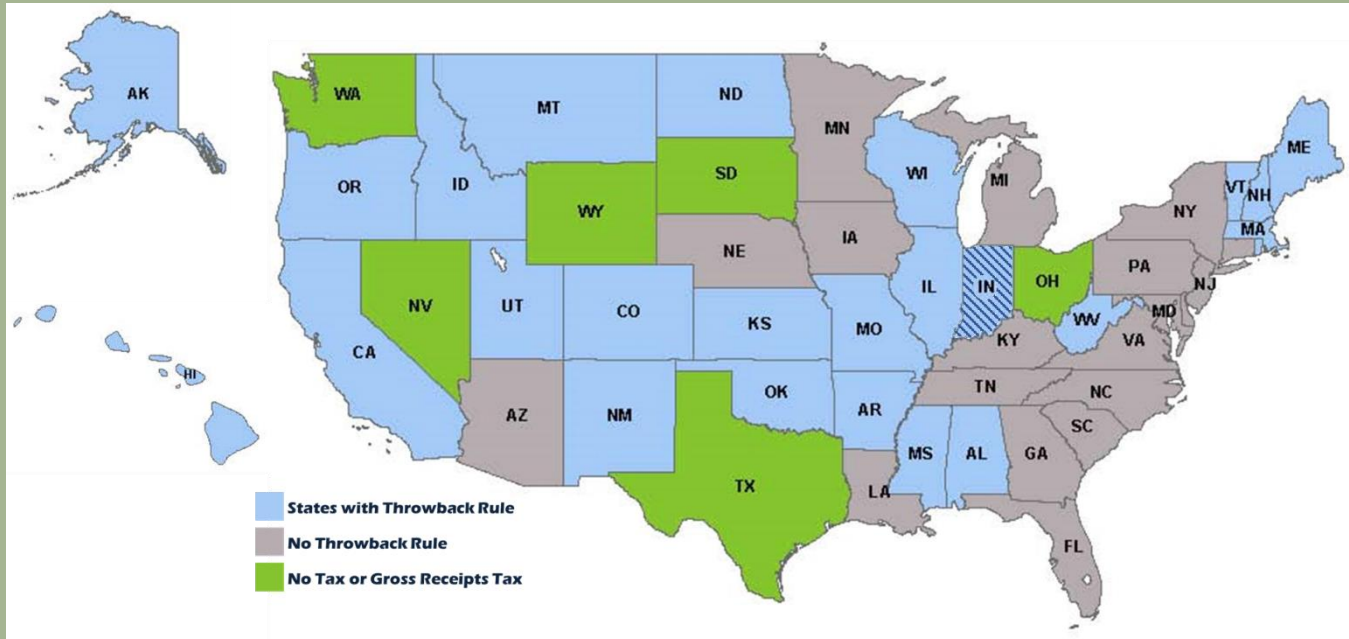 AK
WA
MT
ND
MN
ME
OR
ID
SD
WI
MI
VT
NH
WY
NY
MA
IA
NE
PA
NV
UT
IL
IN
OH
NJ
CO
MD
CA
KS
MO
WV
VA
KY
HI
AZ
NM
OK
AR
TN
NC
SC
MS
AL
GA
TX
LA
FL
States with Throwback Rule
No Throwback Rule
No Tax or Gross Receipts Tax